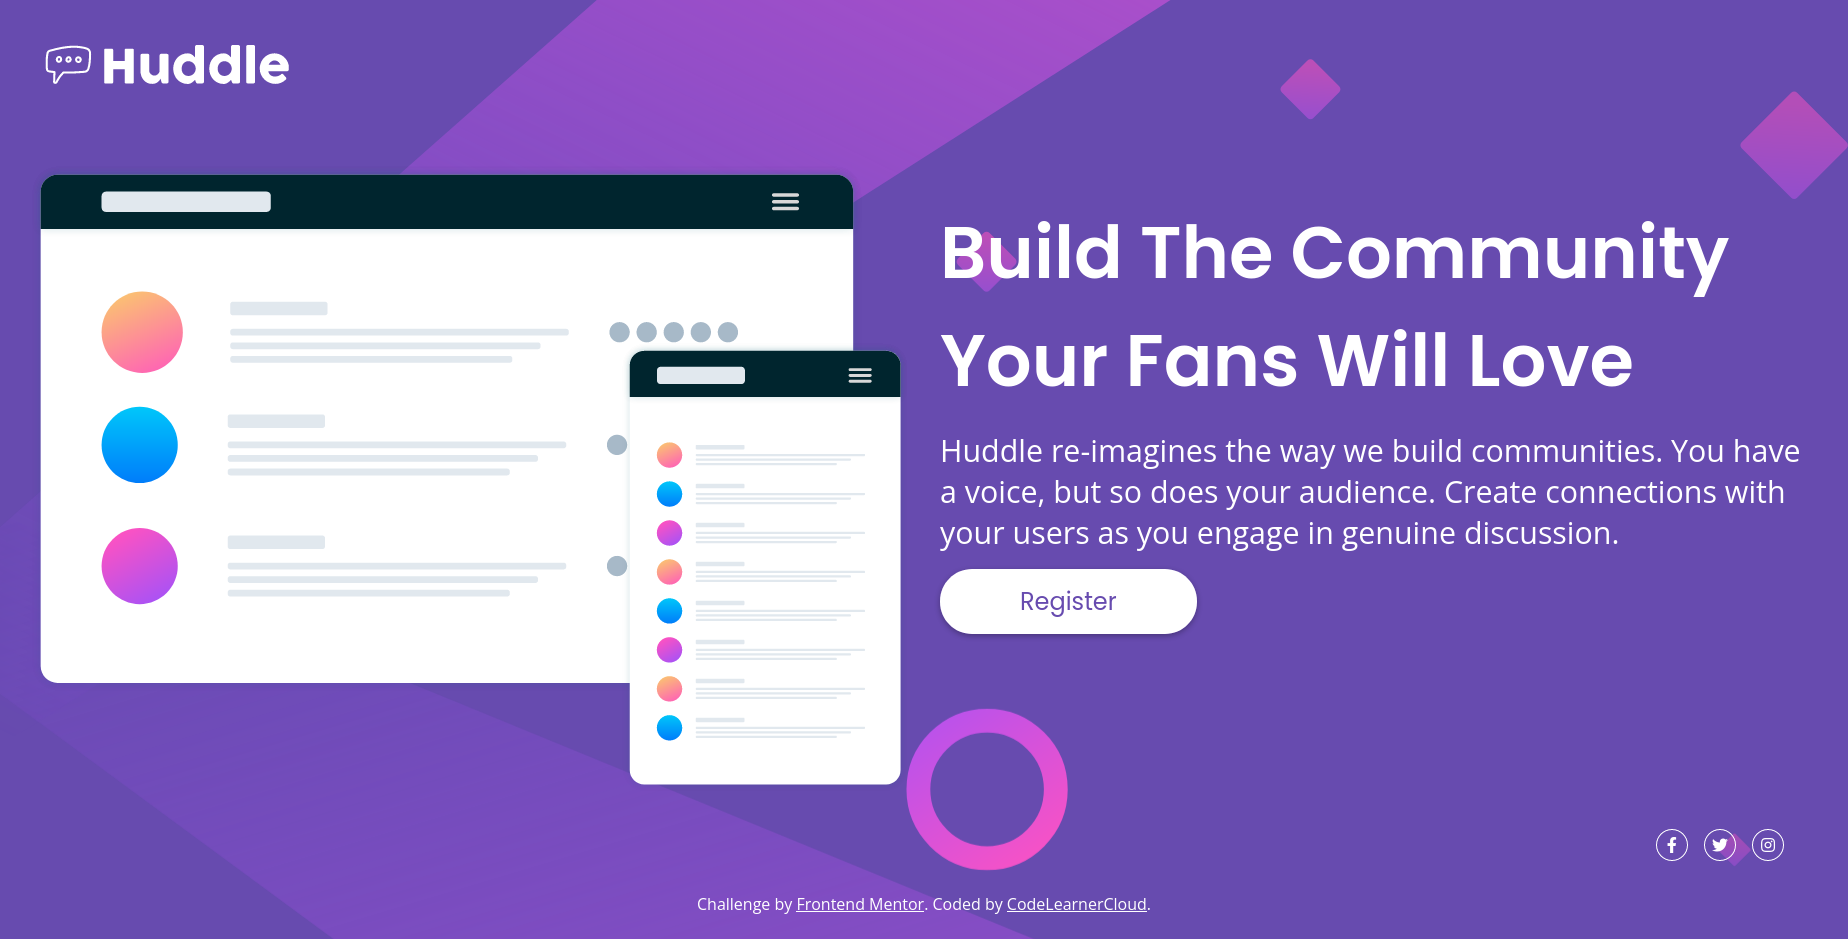 Huddle
Build The Community
Your Fans Will Love
Huddle re-imagines the way we build communities. You have
a voice, but so does your audience. Create connections with
your users as you engage in genuine discussion.
Register
Challenge by Frontend Mentor. Coded by CodeLearnerCloud.